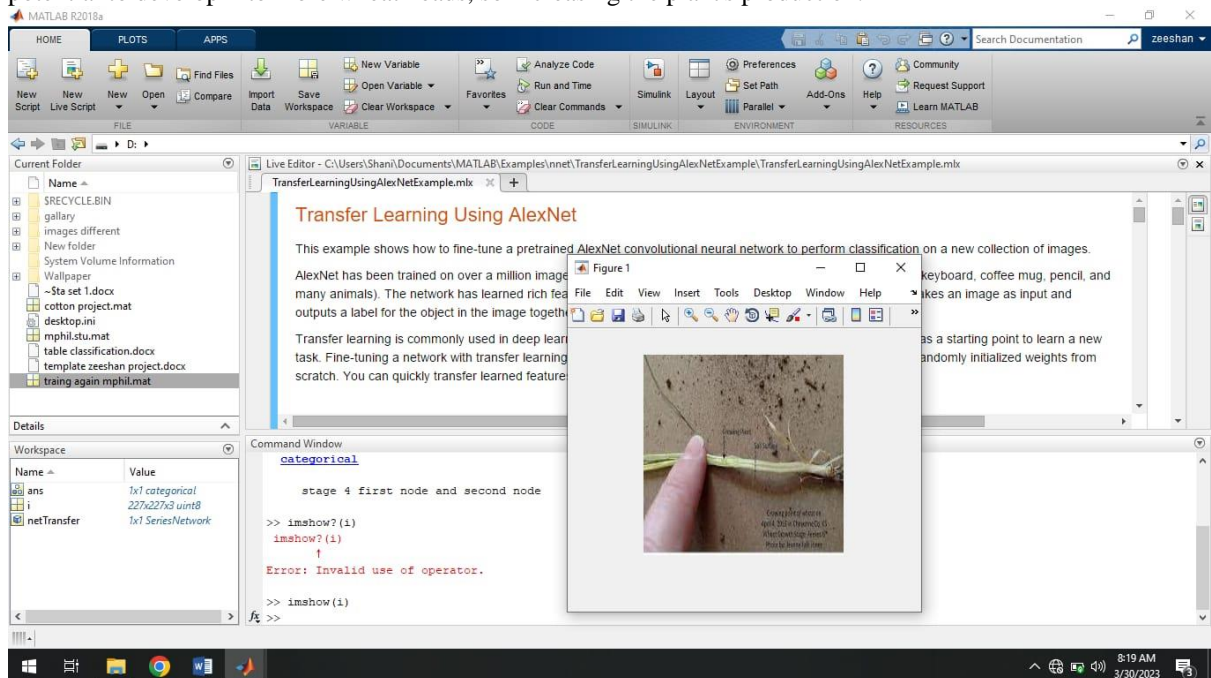 MATLAB R2018a
HOME PLOTS APPS
Search Documentation
zeeshan
New Script
New Live Script
New
Open
Find Files
Compare
FILE
Import Data
Save Workspace
New Variable
Open Variable
Clear Workspace
VARIABLE
Favorites
Analyze Code
Run and Time
Clear Commands
CODE
Simulink
SIMULINK
Layout
Preferences
Set Path
Parallel
Add-Ons
ENVIRONMENT
Help
Community
Request Support
Learn MATLAB
RESOURCES
D:
Current Folder
Name
$RECYCLE.BIN
gallary
images different
New folder
System Volume Information
Wallpaper
~$ta set 1.docx
cotton project.mat
desktop.ini
mphil.stu.mat
table classification.docx
template zeeshan project.docx
traing again mphil.mat
Details
Workspace
Name Value
ans 1x1 categorical
i 227x227x3 uint8
netTransfer 1x1 SeriesNetwork
Live Editor - C:\Users\Shani\Documents\MATLAB\Examples\nnet\TransferLearningUsingAlexNetExample\TransferLearningUsingAlexNetExample.mlx
TransferLearningUsingAlexNetExample.mlx
Transfer Learning Using AlexNet
This example shows how to fine-tune a pretrained AlexNet convolutional neural network to perform classification on a new collection of images.
AlexNet has been trained on over a million image keyboard, coffee mug, pencil, and
many animals). The network has learned rich fea akes an image as input and
outputs a label for the object in the image togeth
Transfer learning is commonly used in deep lear as a starting point to learn a new
task. Fine-tuning a network with transfer learning andomly initialized weights from
scratch. You can quickly transfer learned feature
Figure 1
File Edit View Insert Tools Desktop Window Help
Growing Point
Soil Surface
Command Window
categorical
stage 4 first node and second node
>> imshow?(i)
imshow?(i)
↑
Error: Invalid use of operator.
>> imshow(i)
fx >>
8:19 AM
3/30/2023